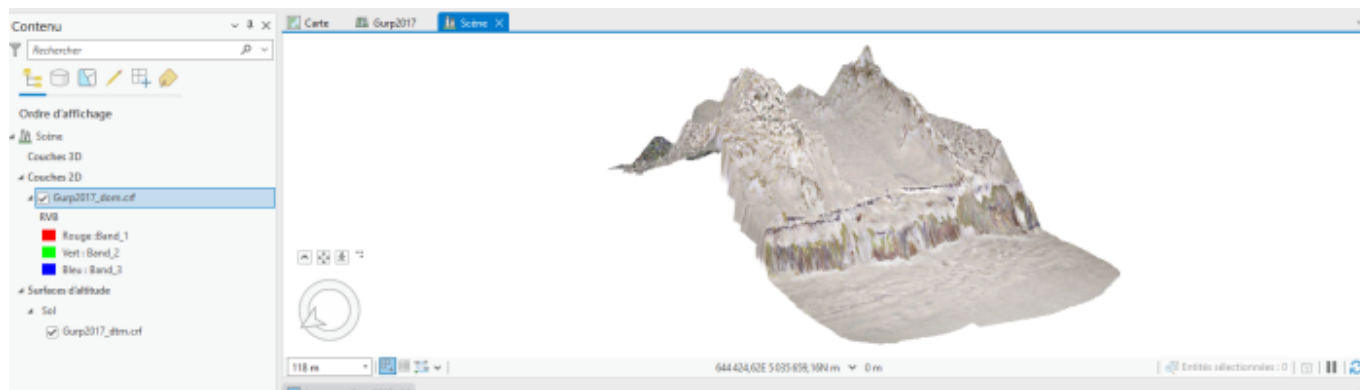 Contenu
Rechercher
Ordre d'affichage
Scène
Couches 3D
Couches 2D
Gurp2017_dom.crf
RVB
Rouge :Band_1
Vert : Band_2
Bleu : Band_3
Surfaces d'altitude
Sol
Gurp2017_dtm.crf
Carte
Gurp2017
Scène
118 m
644 424,62E 5 035 659,16N m
0 m
Entités sélectionnées : 0